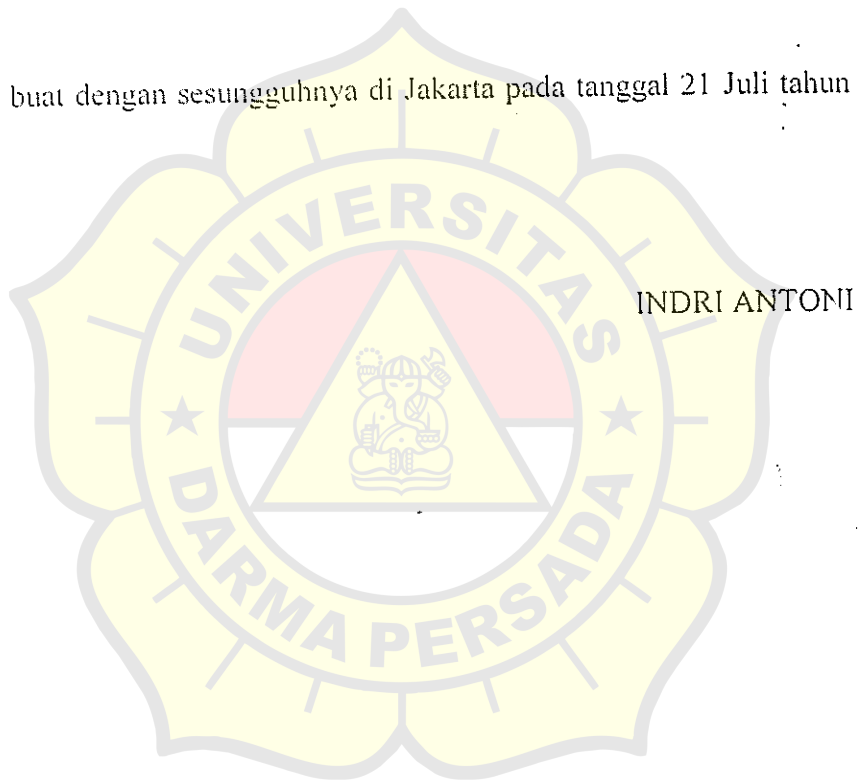 buat dengan sesungguhnya di Jakarta pada tanggal 21 Juli tahun
INDRI ANTONI
UNIVERSITAS
DARMA PERSADA